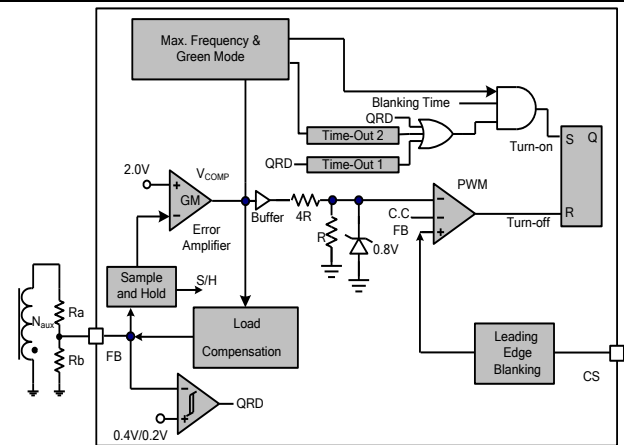 Max. Frequency &
Green Mode
Blanking Time
QRD
Time-Out 2
QRD
Time-Out 1
Turn-on
S
Q
R
2.0V
+
−
GM
VCOMP
Error
Amplifier
Buffer
4R
R
0.8V
C.C
FB
−
−
+
PWM
Turn-off
Sample
and Hold
S/H
Naux
Ra
Rb
FB
Load
Compensation
Leading
Edge
Blanking
CS
−
+
QRD
0.4V/0.2V